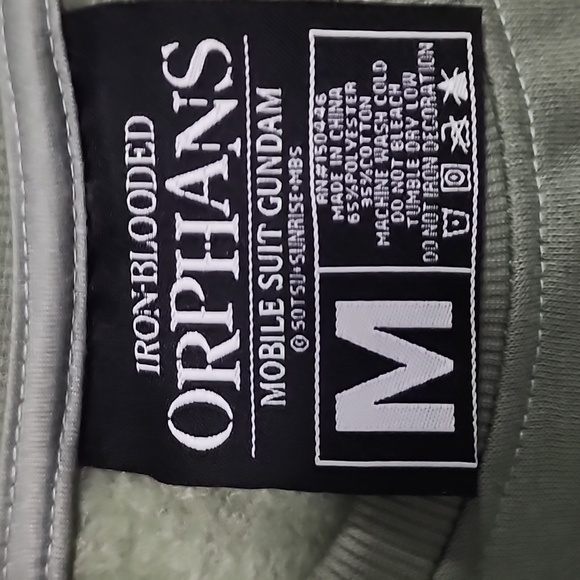 IRON-BLOODED
ORPHANS
MOBILE SUIT GUNDAM
© SOTSU•SUNRISE•MBS
M
RN#150446
MADE IN CHINA
65%POLYESTER
35%COTTON
MACHINE WASH COLD
DO NOT BLEACH
TUMBLE DRY LOW
DO NOT IRON DECORATION